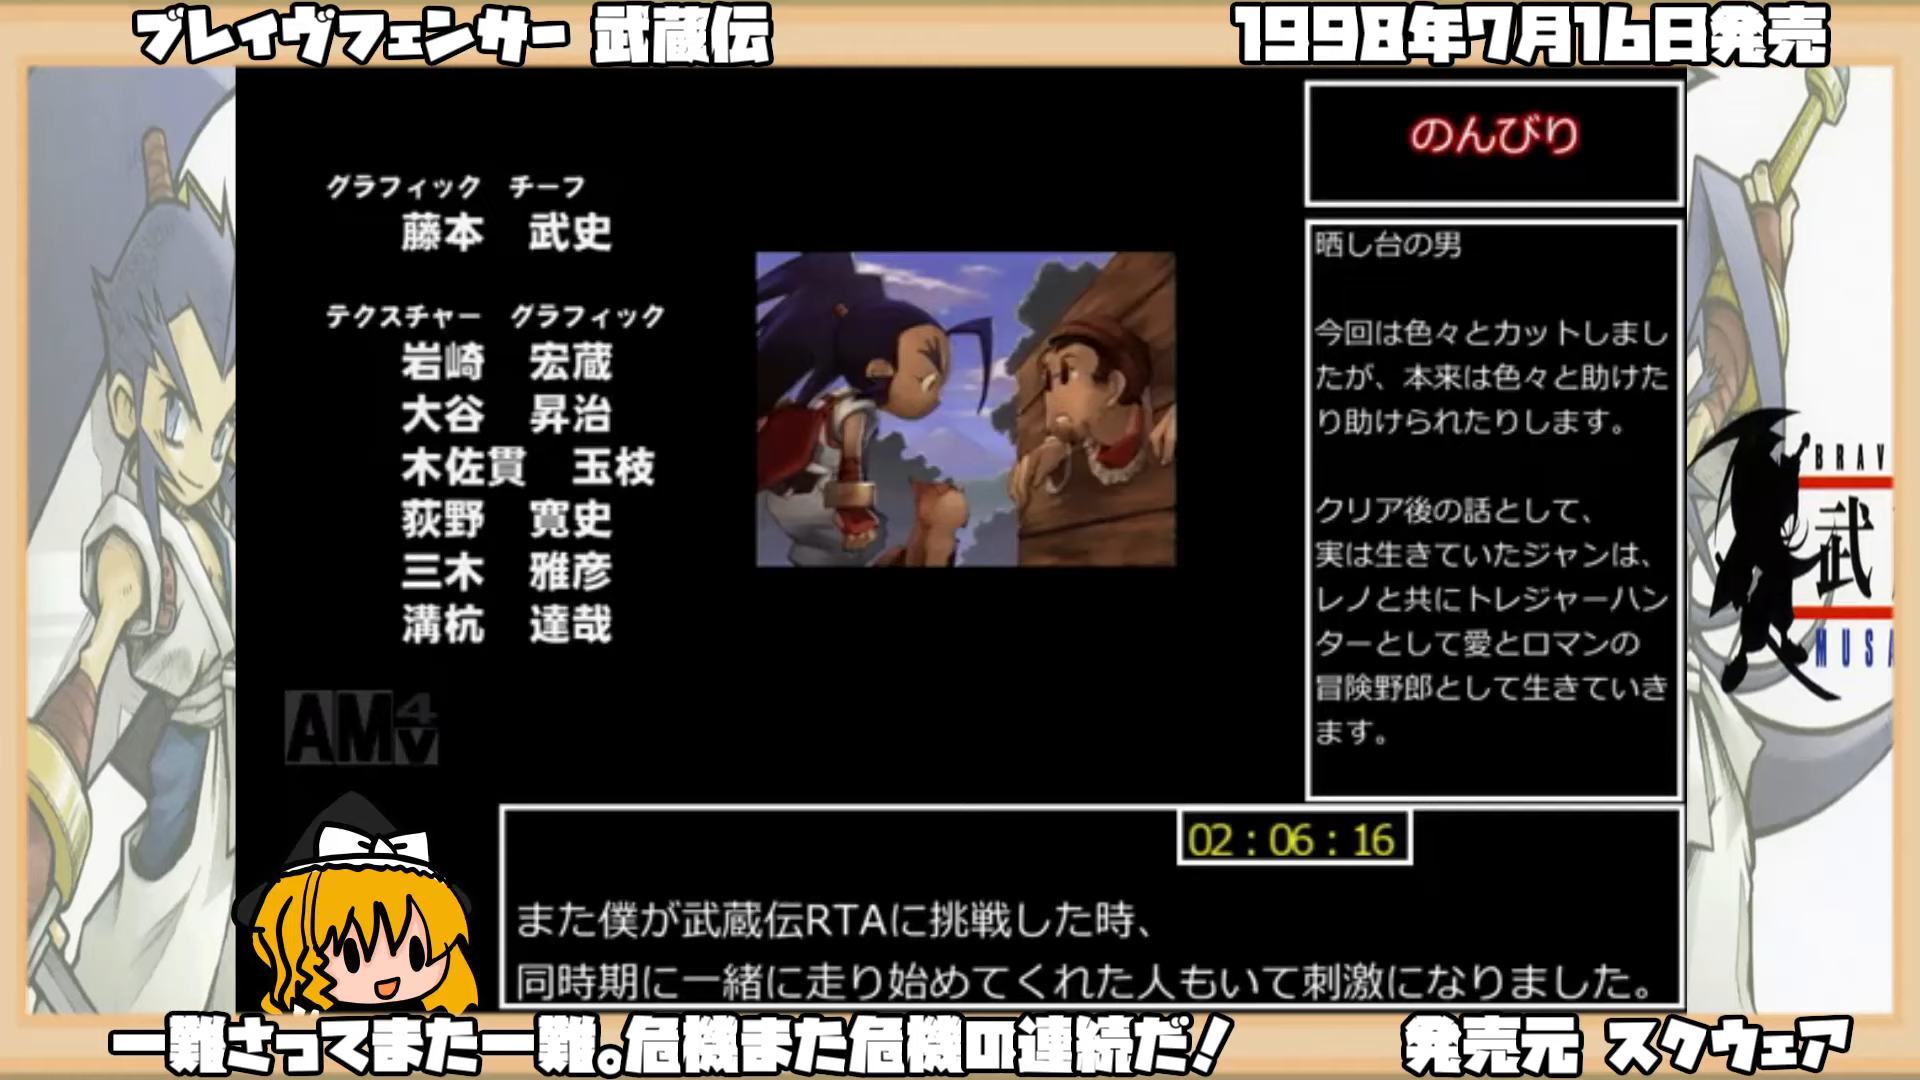 ブレイヴフェンサー 武蔵伝
1998年7月16日発売
グラフィック チーフ
藤本 武史
テクスチャー グラフィック
岩崎 宏蔵
大谷 昇治
木佐貫 玉枝
荻野 寛史
三木 雅彦
溝杭 達哉
AM4V
のんびり
晒し台の男
今回は色々とカットしまし
たが、本来は色々と助けた
り助けられたりします。
クリア後の話として、
実は生きていたジャンは、
レノと共にトレジャーハン
ターとして愛とロマンの
冒険野郎として生きていき
ます。
BRAV
武
MUSA
02:06:16
また僕が武蔵伝RTAに挑戦した時、
同時期に一緒に走り始めてくれた人もいて刺激になりました。
一難さってまた一難。危機また危機の連続だ!
発売元 スクウェア